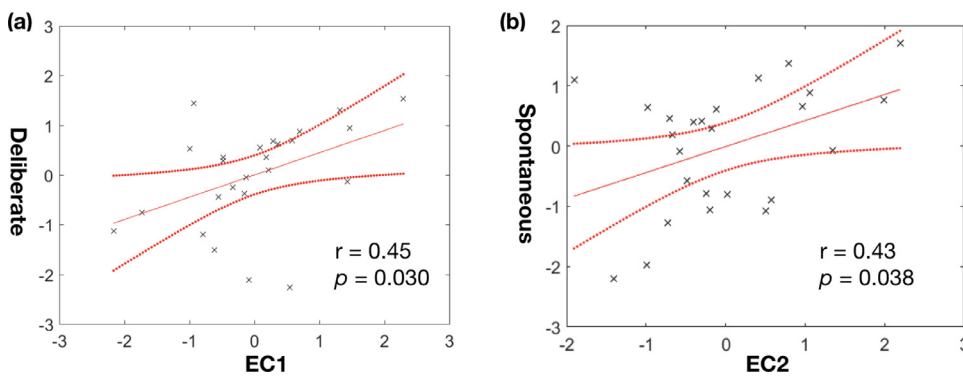 (a)
Deliberate
3
2
1
0
-1
-2
-3
-3 -2 -1 0 1 2 3
EC1
r = 0.45
p = 0.030
(b)
Spontaneous
3
2
1
0
-1
-2
-3
-2 -1 0 1 2 3
EC2
r = 0.43
p = 0.038